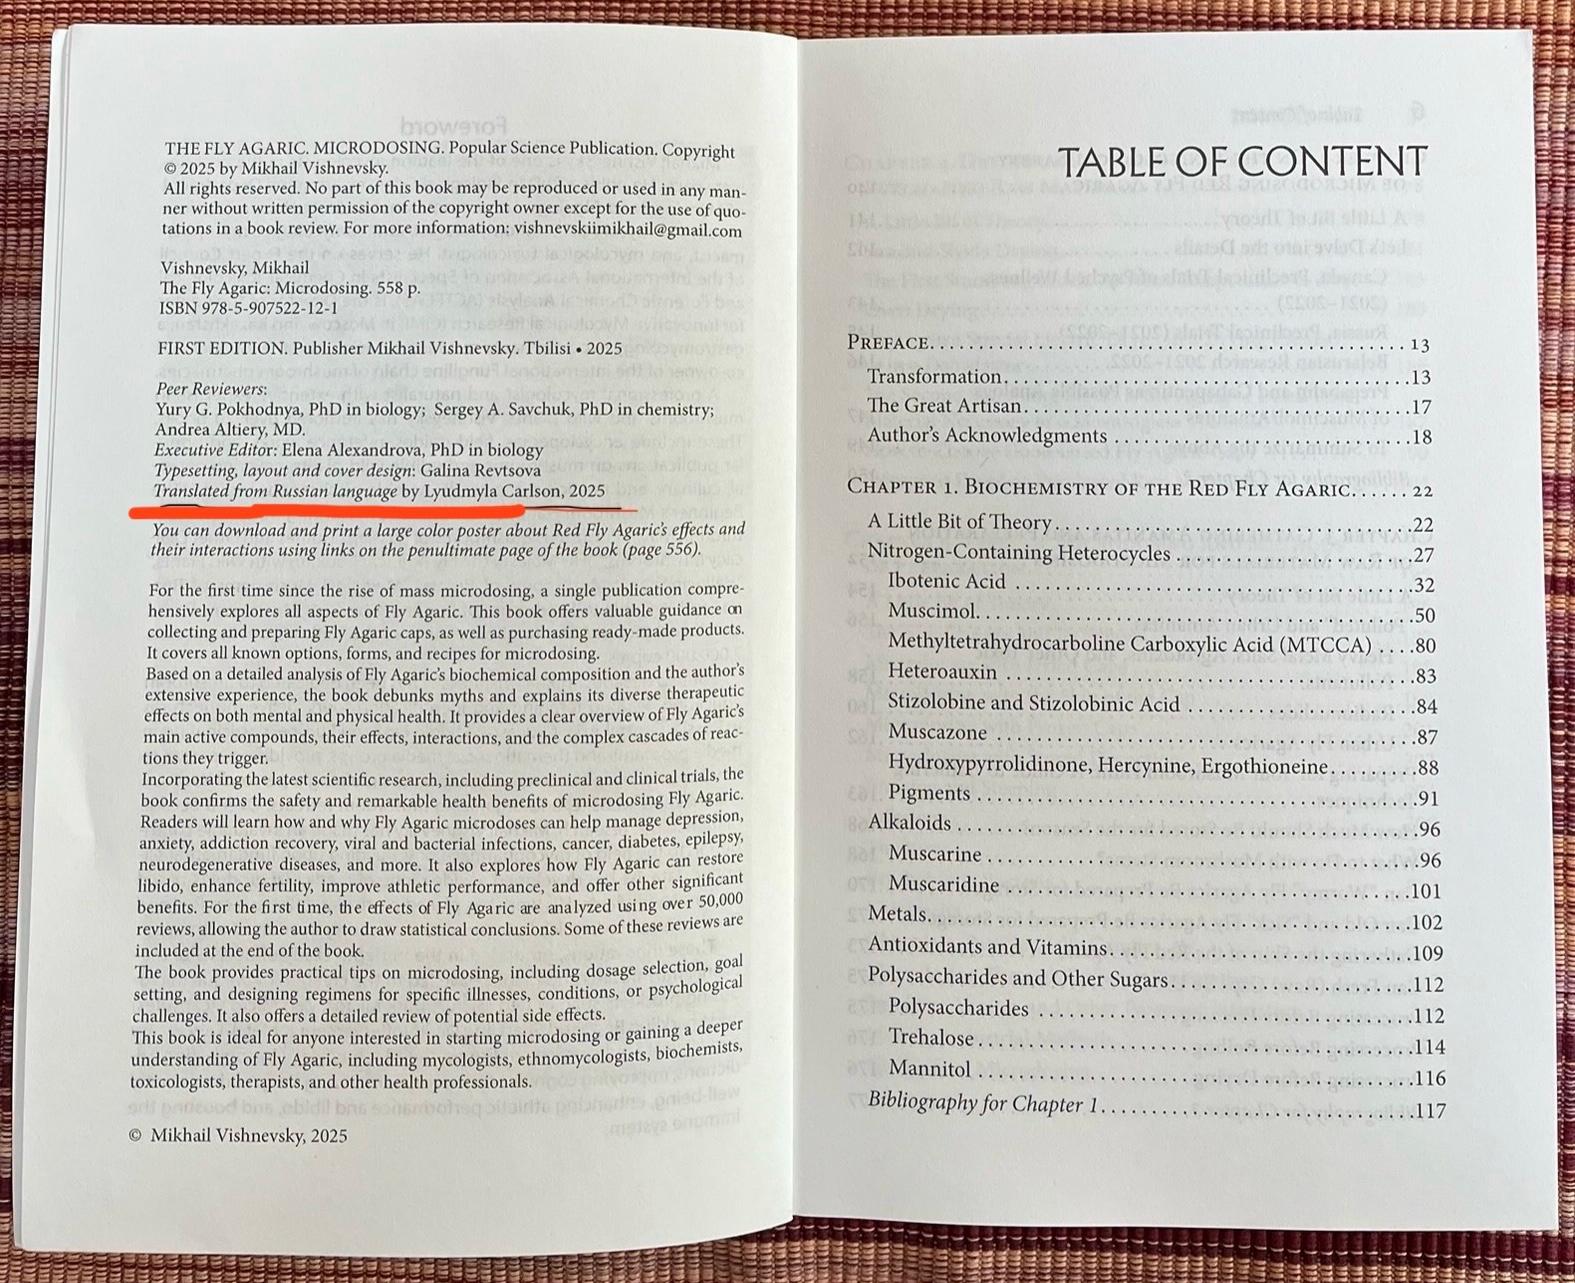 THE FLY AGARIC. MICRODOSING. Popular Science Publication. Copyright
© 2025 by Mikhail Vishnevsky.
All rights reserved. No part of this book may be reproduced or used in any man-
ner without written permission of the copyright owner except for the use of quo-
tations in a book review. For more information: vishnevskiimikhail@gmail.com
Vishnevsky, Mikhail
The Fly Agaric: Microdosing. 558 p.
ISBN 978-5-907522-12-1
FIRST EDITION. Publisher Mikhail Vishnevsky. Tbilisi • 2025
Peer Reviewers:
Yury G. Pokhodnya, PhD in biology; Sergey A. Savchuk, PhD in chemistry;
Andrea Altiery, MD.
Executive Editor: Elena Alexandrova, PhD in biology
Typesetting, layout and cover design: Galina Revtsova
Translated from Russian language by Lyudmyla Carlson, 2025
You can download and print a large color poster about Red Fly Agaric's effects and
their interactions using links on the penultimate page of the book (page 556).
For the first time since the rise of mass microdosing, a single publication compre-
hensively explores all aspects of Fly Agaric. This book offers valuable guidance on
collecting and preparing Fly Agaric caps, as well as purchasing ready-made products.
It covers all known options, forms, and recipes for microdosing.
Based on a detailed analysis of Fly Agaric's biochemical composition and the author's
extensive experience, the book debunks myths and explains its diverse therapeutic
effects on both mental and physical health. It provides a clear overview of Fly Agaric's
main active compounds, their effects, interactions, and the complex cascades of reac-
tions they trigger.
Incorporating the latest scientific research, including preclinical and clinical trials, the
book confirms the safety and remarkable health benefits of microdosing Fly Agaric.
Readers will learn how and why Fly Agaric microdoses can help manage depression,
anxiety, addiction recovery, viral and bacterial infections, cancer, diabetes, epilepsy,
neurodegenerative diseases, and more. It also explores how Fly Agaric can restore
libido, enhance fertility, improve athletic performance, and offer other significant
benefits. For the first time, the effects of Fly Agaric are analyzed using over 50,000
reviews, allowing the author to draw statistical conclusions. Some of these reviews are
included at the end of the book.
The book provides practical tips on microdosing, including dosage selection, goal
setting, and designing regimens for specific illnesses, conditions, or psychological
challenges. It also offers a detailed review of potential side effects.
This book is ideal for anyone interested in starting microdosing or gaining a deeper
understanding of Fly Agaric, including mycologists, ethnomycologists, biochemists,
toxicologists, therapists, and other health professionals.
© Mikhail Vishnevsky, 2025
TABLE OF CONTENT
PREFACE. . . . . . . . . . . . . . . . . . . . . . . . . . . . . . 13
Transformation. . . . . . . . . . . . . . . . . . . . . . . . . . . . . 13
The Great Artisan. . . . . . . . . . . . . . . . . . . . . . . . . . . . 17
Author's Acknowledgments . . . . . . . . . . . . . . . . . . . . . 18
CHAPTER 1. BIOCHEMISTRY OF THE RED FLY AGARIC. . . . . . 22
A Little Bit of Theory. . . . . . . . . . . . . . . . . . . . . . . . . 22
Nitrogen-Containing Heterocycles . . . . . . . . . . . . . . . . . 27
Ibotenic Acid . . . . . . . . . . . . . . . . . . . . . . . . . . . . 32
Muscimol. . . . . . . . . . . . . . . . . . . . . . . . . . . . . . . 50
Methyltetrahydrocarboline Carboxylic Acid (MTCCA) . . . .80
Heteroauxin . . . . . . . . . . . . . . . . . . . . . . . . . . . . . 83
Stizolobine and Stizolobinic Acid . . . . . . . . . . . . . . . . 84
Muscazone . . . . . . . . . . . . . . . . . . . . . . . . . . . . . . 87
Hydroxypyrrolidinone, Hercynine, Ergothioneine. . . . . . . . 88
Pigments . . . . . . . . . . . . . . . . . . . . . . . . . . . . . . . 91
Alkaloids . . . . . . . . . . . . . . . . . . . . . . . . . . . . . . . 96
Muscarine . . . . . . . . . . . . . . . . . . . . . . . . . . . . . . 96
Muscaridine . . . . . . . . . . . . . . . . . . . . . . . . . . . . . 101
Metals. . . . . . . . . . . . . . . . . . . . . . . . . . . . . . . . . 102
Antioxidants and Vitamins. . . . . . . . . . . . . . . . . . . . . 109
Polysaccharides and Other Sugars. . . . . . . . . . . . . . . . . 112
Polysaccharides . . . . . . . . . . . . . . . . . . . . . . . . . . 112
Trehalose. . . . . . . . . . . . . . . . . . . . . . . . . . . . . . . 114
Mannitol . . . . . . . . . . . . . . . . . . . . . . . . . . . . . . . 116
Bibliography for Chapter 1. . . . . . . . . . . . . . . . . . . . . 117